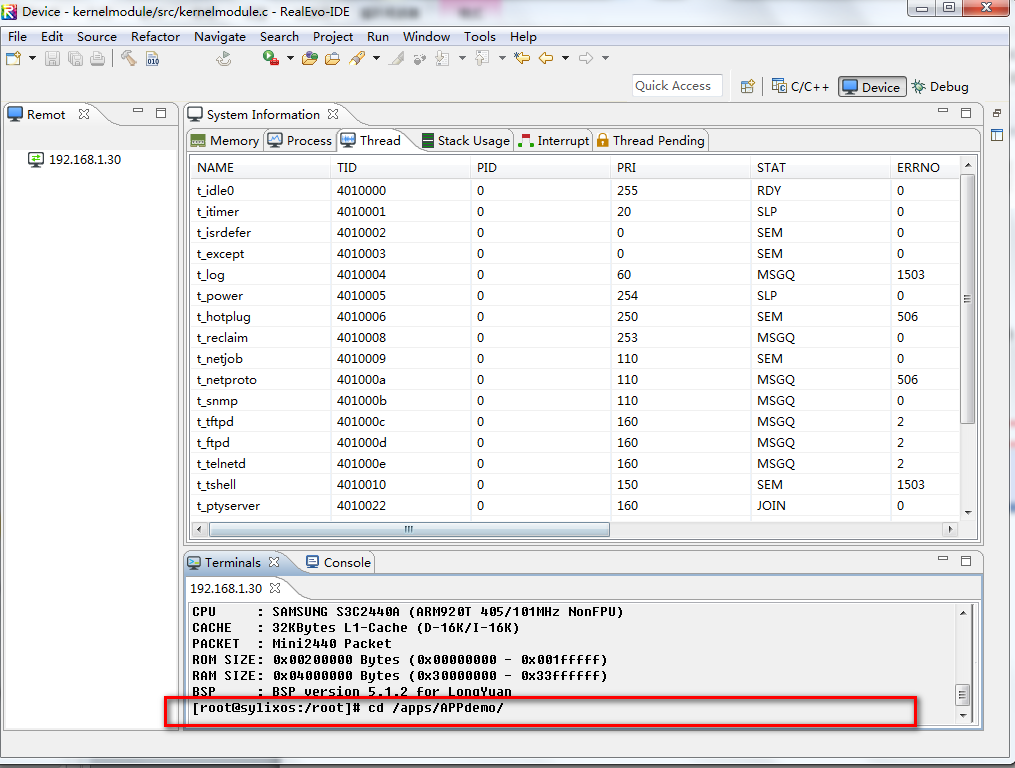 Device - kernelmodule/src/kernelmodule.c - RealEvo-IDE
File Edit Source Refactor Navigate Search Project Run Window Tools Help
Quick Access C/C++ Device Debug
Remot
192.168.1.30
System Information
Memory Process Thread Stack Usage Interrupt Thread Pending
NAME TID PID PRI STAT ERRNO
t_idle0 4010000 0 255 RDY 0
t_itimer 4010001 0 20 SLP 0
t_isrdefer 4010002 0 0 SEM 0
t_except 4010003 0 0 SEM 0
t_log 4010004 0 60 MSGQ 1503
t_power 4010005 0 254 SLP 0
t_hotplug 4010006 0 250 SEM 506
t_reclaim 4010008 0 253 MSGQ 0
t_netjob 4010009 0 110 SEM 0
t_netproto 401000a 0 110 MSGQ 506
t_snmp 401000b 0 110 MSGQ 0
t_tftpd 401000c 0 160 MSGQ 2
t_ftpd 401000d 0 160 MSGQ 2
t_telnetd 401000e 0 160 MSGQ 2
t_tshell 4010010 0 150 SEM 1503
t_ptyserver 4010022 0 160 JOIN 0
Terminals Console
192.168.1.30
CPU : SAMSUNG S3C2440A (ARM920T 405/101MHz NonFPU)
CACHE : 32KBytes L1-Cache (D-16K/I-16K)
PACKET : Mini2440 Packet
ROM SIZE: 0x00200000 Bytes (0x00000000 - 0x001fffff)
RAM SIZE: 0x04000000 Bytes (0x30000000 - 0x33ffffff)
BSP : BSP version 5.1.2 for LongYuan
[root@sylixos:/root]# cd /apps/APPdemo/